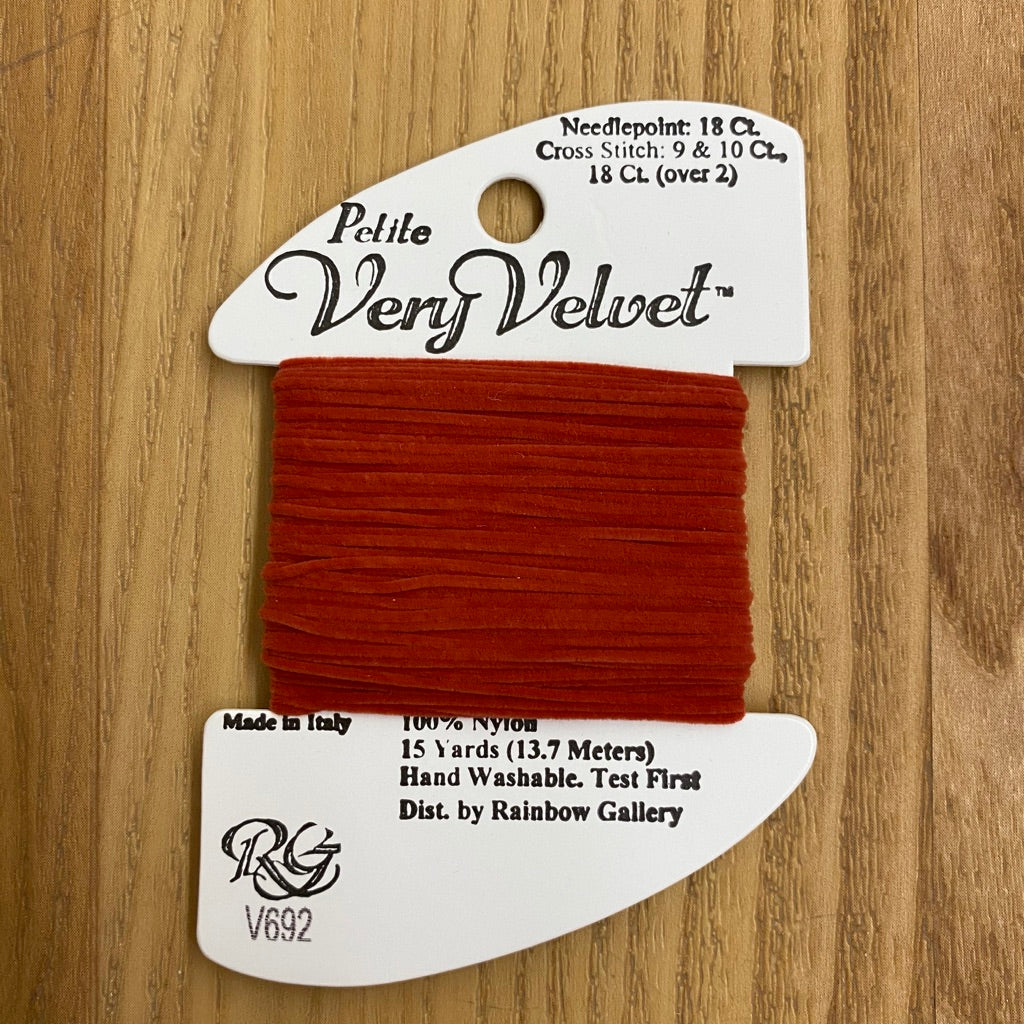 Needlepoint: 18 Ct.
Cross Stitch: 9 & 10 Ct.,
18 Ct. (over 2)
Petite
Very Velvet™
Made in Italy
100% Nylon
15 Yards (13.7 Meters)
Hand Washable. Test First
Dist. by Rainbow Gallery
RG
V692